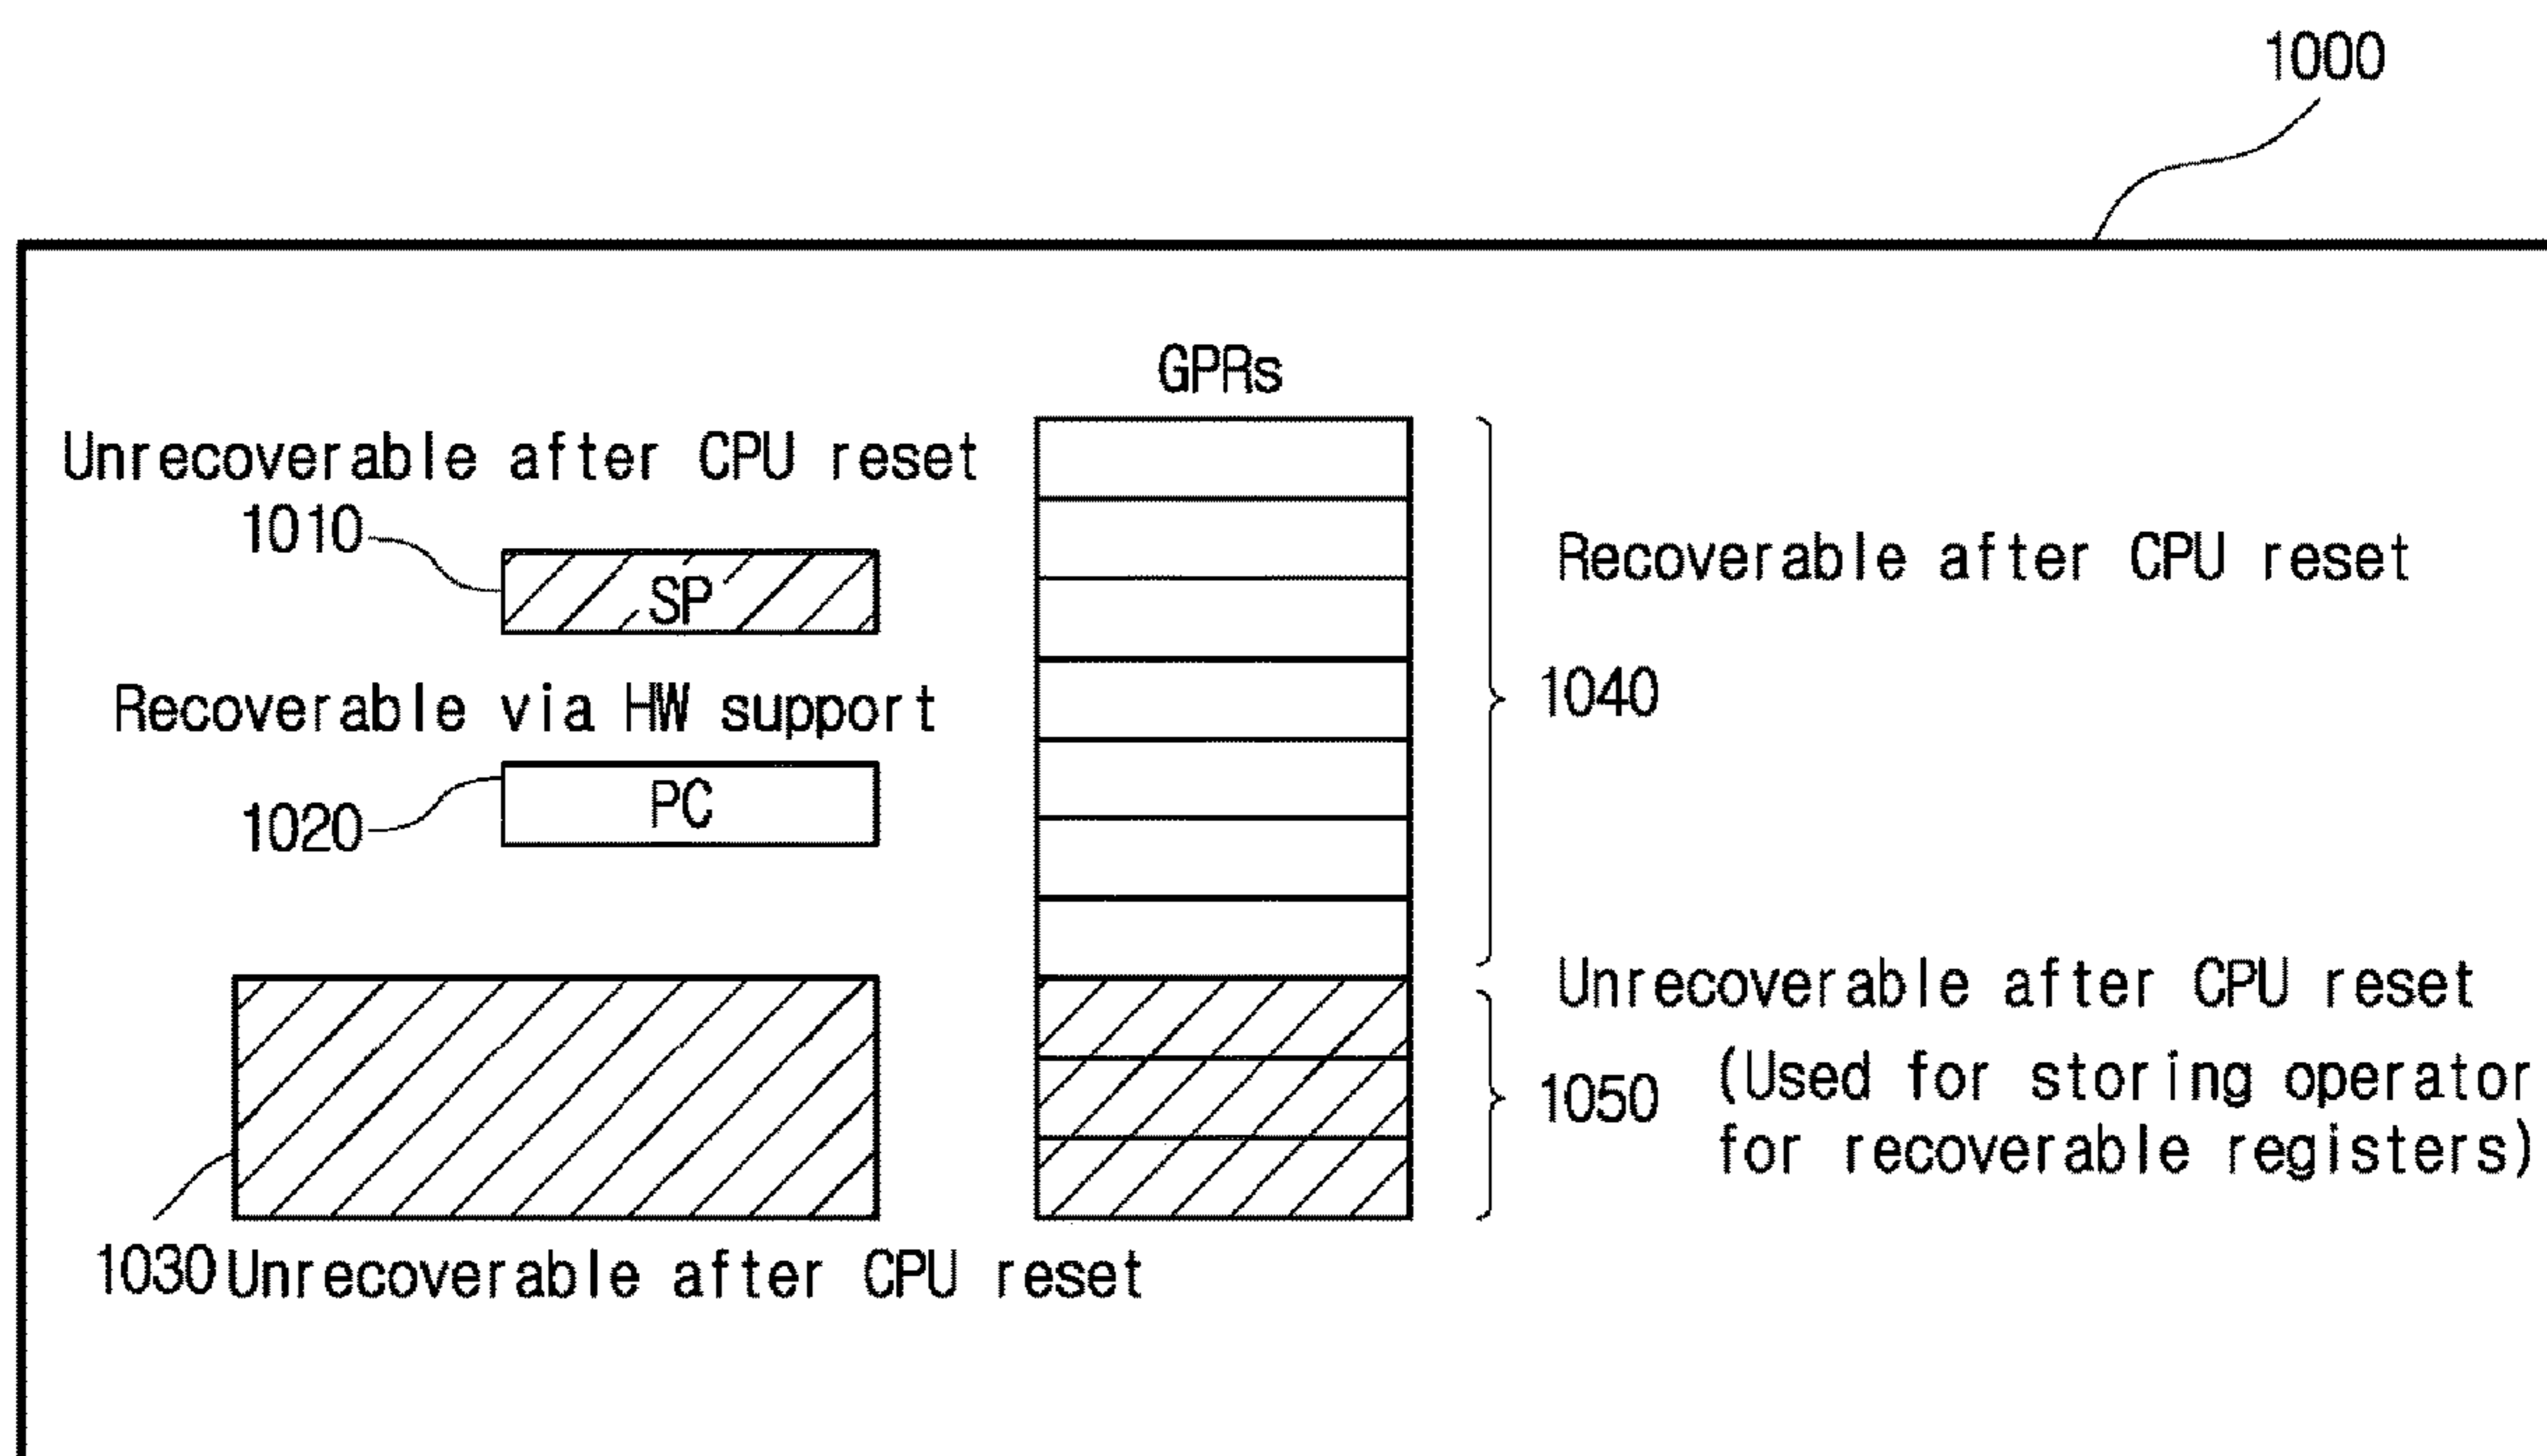 1000
GPRs
Unrecoverable after CPU reset
1010
SP
Recoverable after CPU reset
Recoverable via HW support
1040
1020
PC
Unrecoverable after CPU reset
1050
(Used for storing operator
for recoverable registers)
1030
Unrecoverable after CPU reset